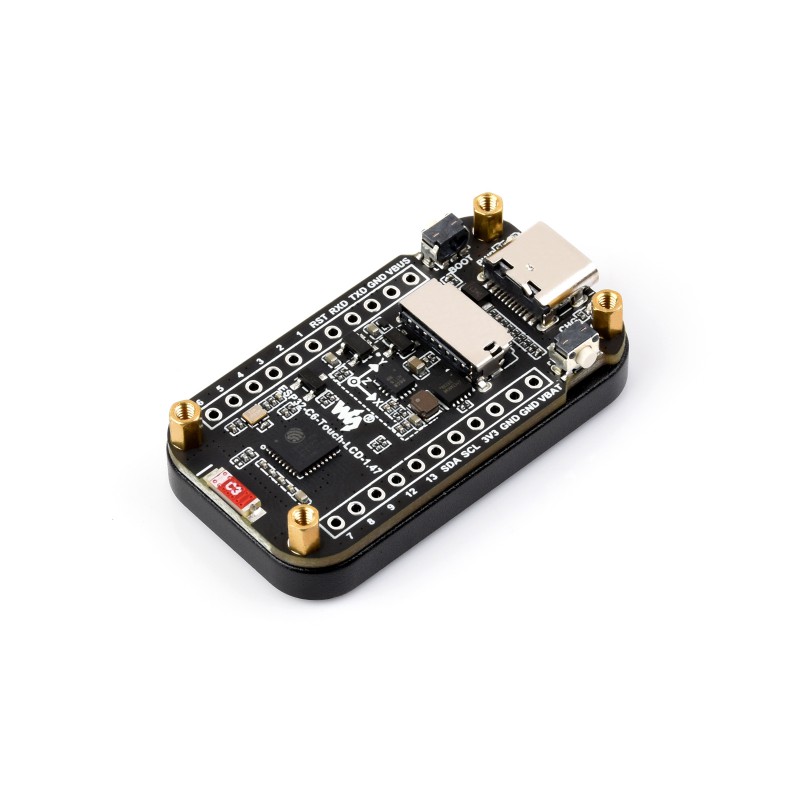 BOOT
6 5 4 3 2 1 RST RXD TXD GND VBUS
Y
Z
X
ESP32-C6-Touch-LCD-1.47
C3
7 8 9 12 13 SDA SCL 3V3 GND GND VBAT